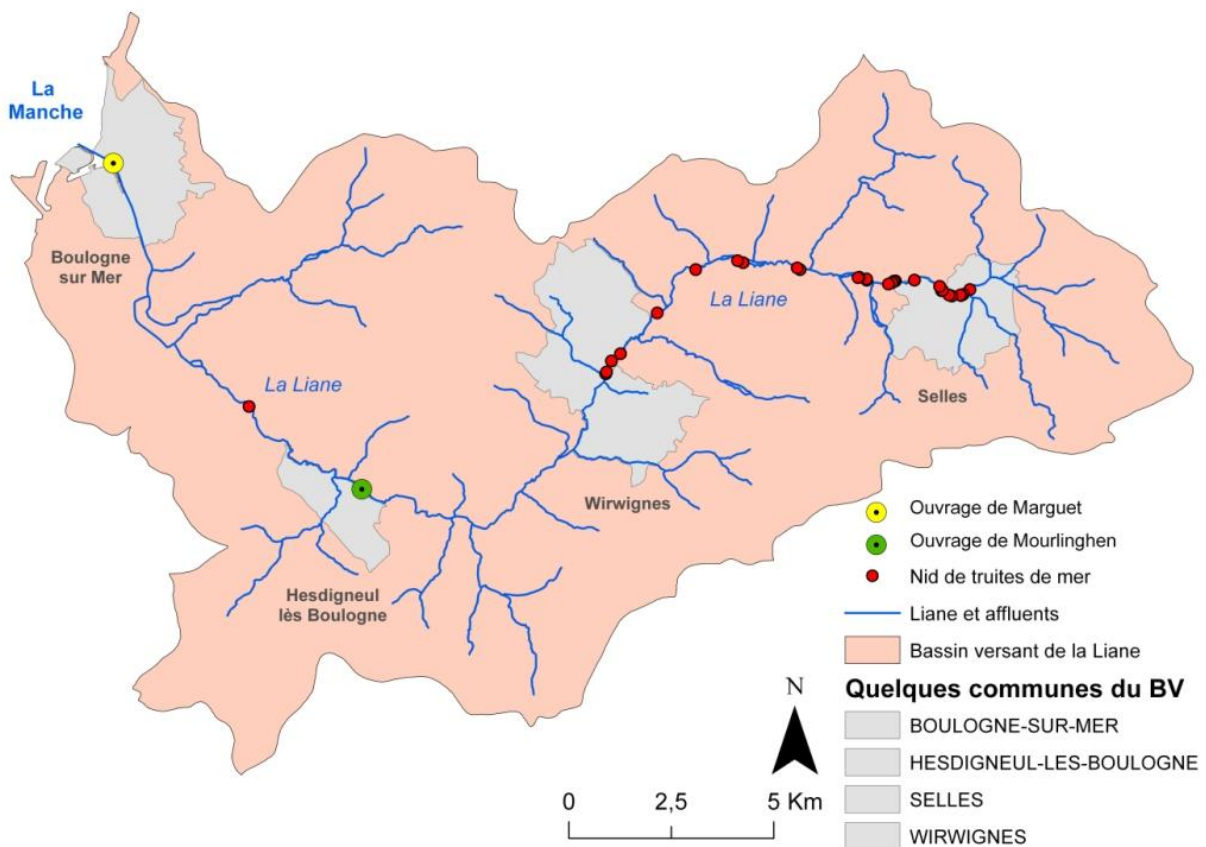 La
Manche
Boulogne
sur Mer
La Liane
La Liane
Selles
Wirwignes
Hesdigneul
lès Boulogne
Ouvrage de Marguet
Ouvrage de Mourlinghen
Nid de truites de mer
Liane et affluents
Bassin versant de la Liane
Quelques communes du BV
BOULOGNE-SUR-MER
HESDIGNEUL-LES-BOULOGNE
SELLES
WIRWIGNES
N
0 2,5 5 Km